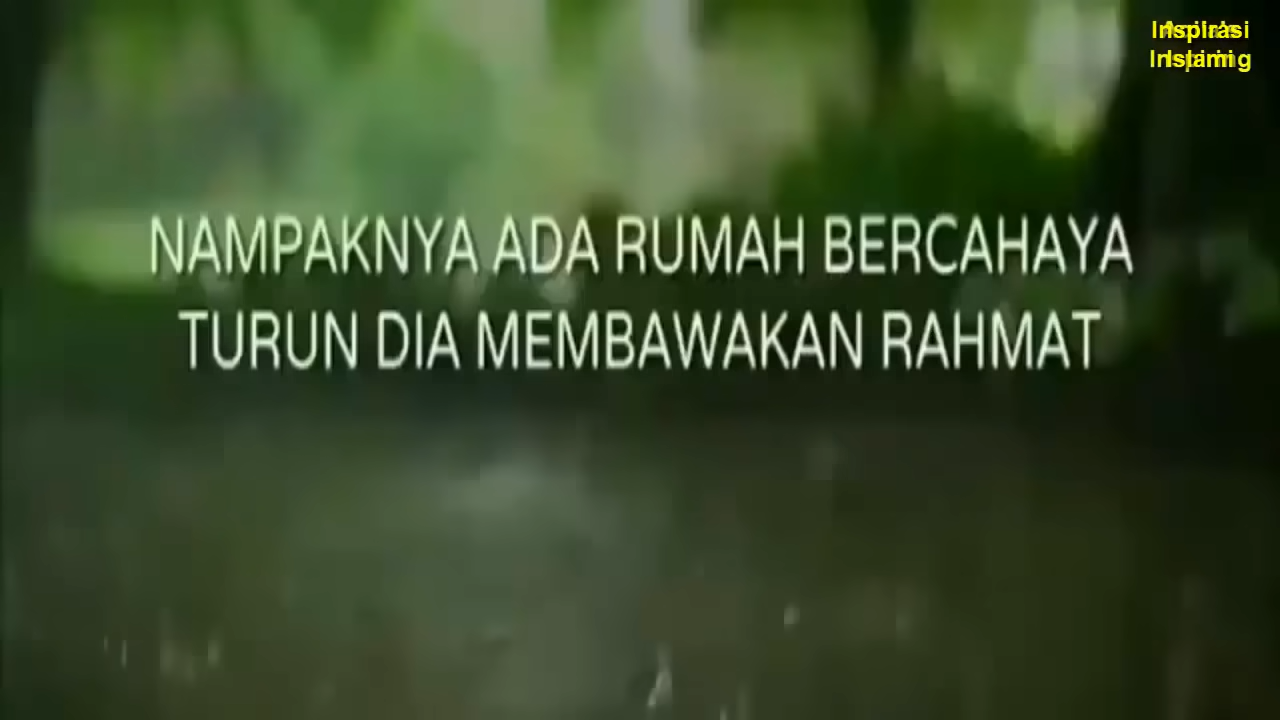 NAMPAKNYA ADA RUMAH BERCAHAYA
TURUN DIA MEMBAWAKAN RAHMAT